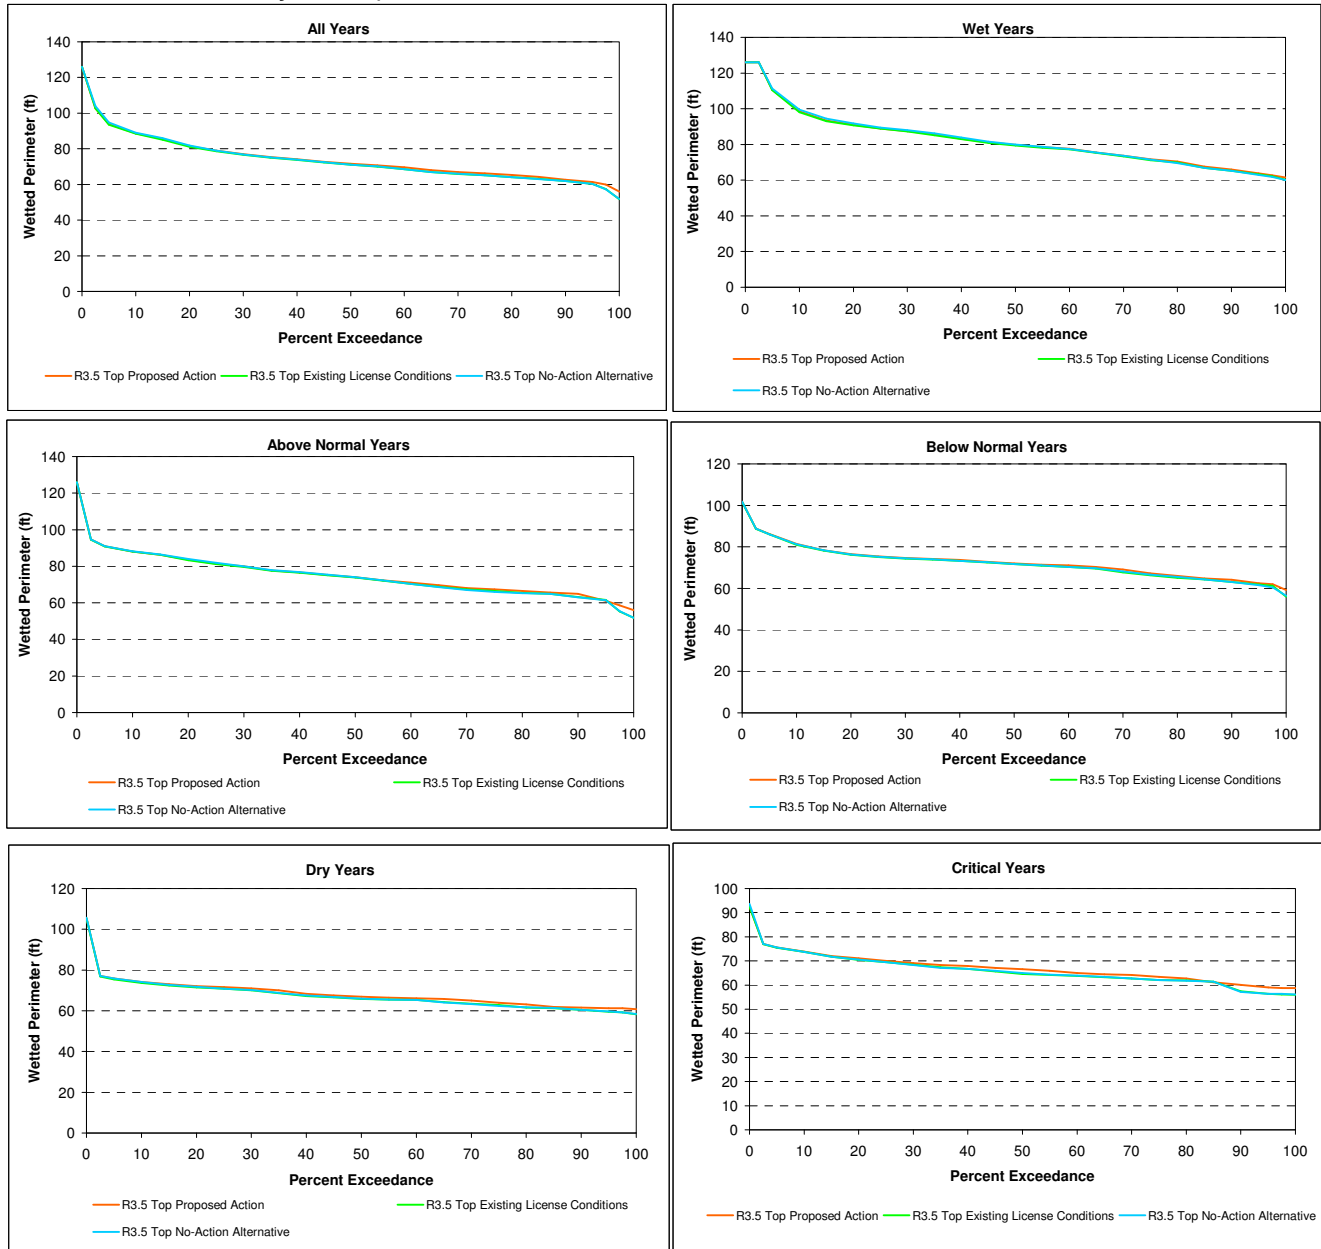 All Years
140
120
100
80
60
40
20
0
Wetted Perimeter (ft)
0 10 20 30 40 50 60 70 80 90 100
Percent Exceedance
R3.5 Top Proposed Action R3.5 Top Existing License Conditions R3.5 Top No-Action Alternative
Wet Years
140
120
100
80
60
40
20
0
Wetted Perimeter (ft)
0 10 20 30 40 50 60 70 80 90 100
Percent Exceedance
R3.5 Top Proposed Action R3.5 Top Existing License Conditions
R3.5 Top No-Action Alternative
Above Normal Years
140
120
100
80
60
40
20
0
Wetted Perimeter (ft)
0 10 20 30 40 50 60 70 80 90 100
Percent Exceedance
R3.5 Top Proposed Action R3.5 Top Existing License Conditions
R3.5 Top No-Action Alternative
Below Normal Years
120
100
80
60
40
20
0
Wetted Perimeter (ft)
0 10 20 30 40 50 60 70 80 90 100
Percent Exceedance
R3.5 Top Proposed Action R3.5 Top Existing License Conditions
R3.5 Top No-Action Alternative
Dry Years
120
100
80
60
40
20
0
Wetted Perimeter (ft)
0 10 20 30 40 50 60 70 80 90 100
Percent Exceedance
R3.5 Top Proposed Action R3.5 Top Existing License Conditions
R3.5 Top No-Action Alternative
Critical Years
100
90
80
70
60
50
40
30
20
10
0
Wetted Perimeter (ft)
0 10 20 30 40 50 60 70 80 90 100
Percent Exceedance
R3.5 Top Proposed Action R3.5 Top Existing License Conditions R3.5 Top No-Action Alternative